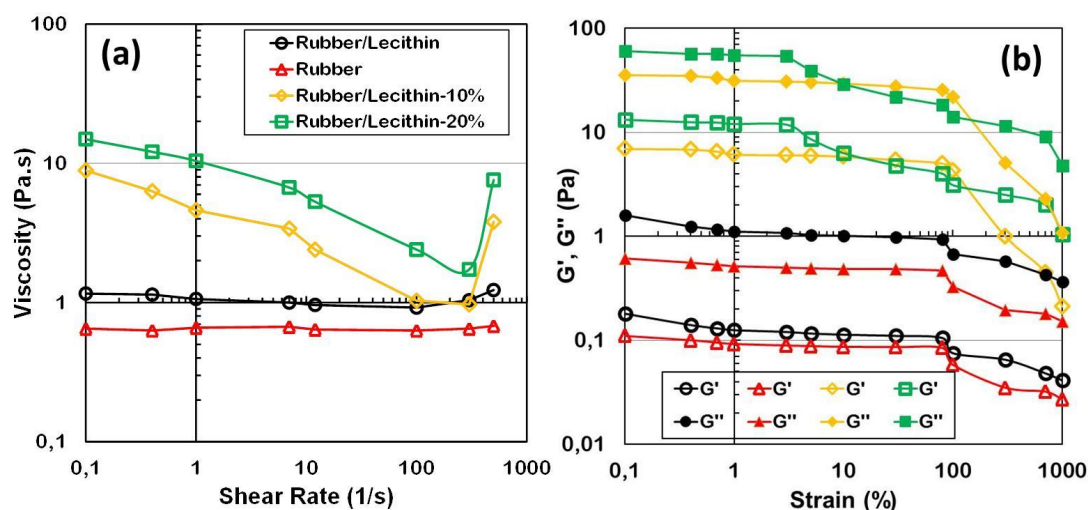 (a)
Rubber/Lecithin
Rubber
Rubber/Lecithin-10%
Rubber/Lecithin-20%
100
10
1
0,1
Viscosity (Pa.s)
0,1 1 10 100 1000
Shear Rate (1/s)
(b)
100
10
1
0,1
0,01
G', G'' (Pa)
G' G' G' G'
G'' G'' G'' G''
0,1 1 10 100 1000
Strain (%)